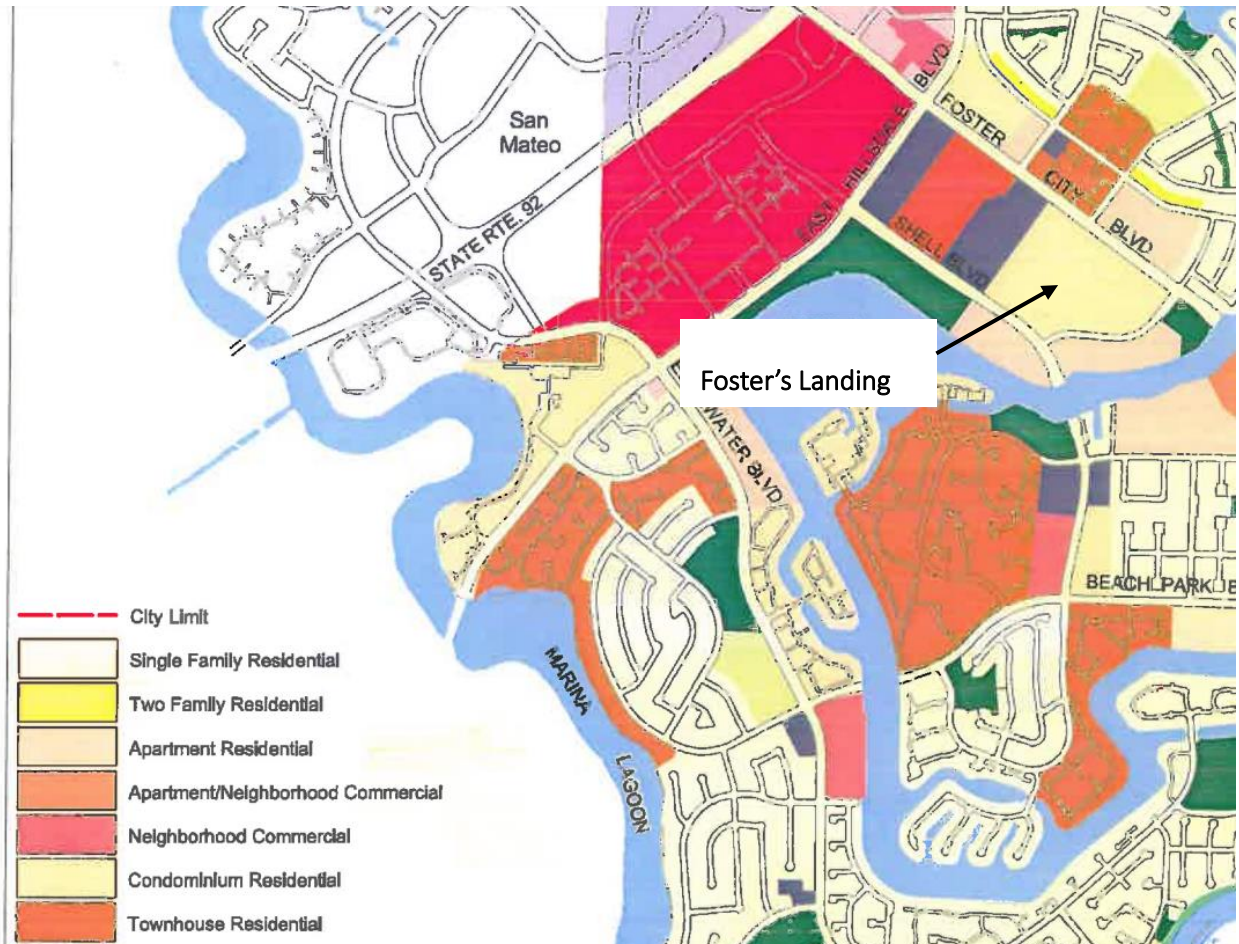 San
Mateo
STATE RTE. 92
EAST HILLSDALE
BLVD
FOSTER
CITY
BLVD
SHELL BLVD
Foster's Landing
WATER BLVD
BEACH PARK B
MARINA
LAGOON
City Limit
Single Family Residential
Two Family Residential
Apartment Residential
Apartment/Neighborhood Commercial
Neighborhood Commercial
Condominium Residential
Townhouse Residential